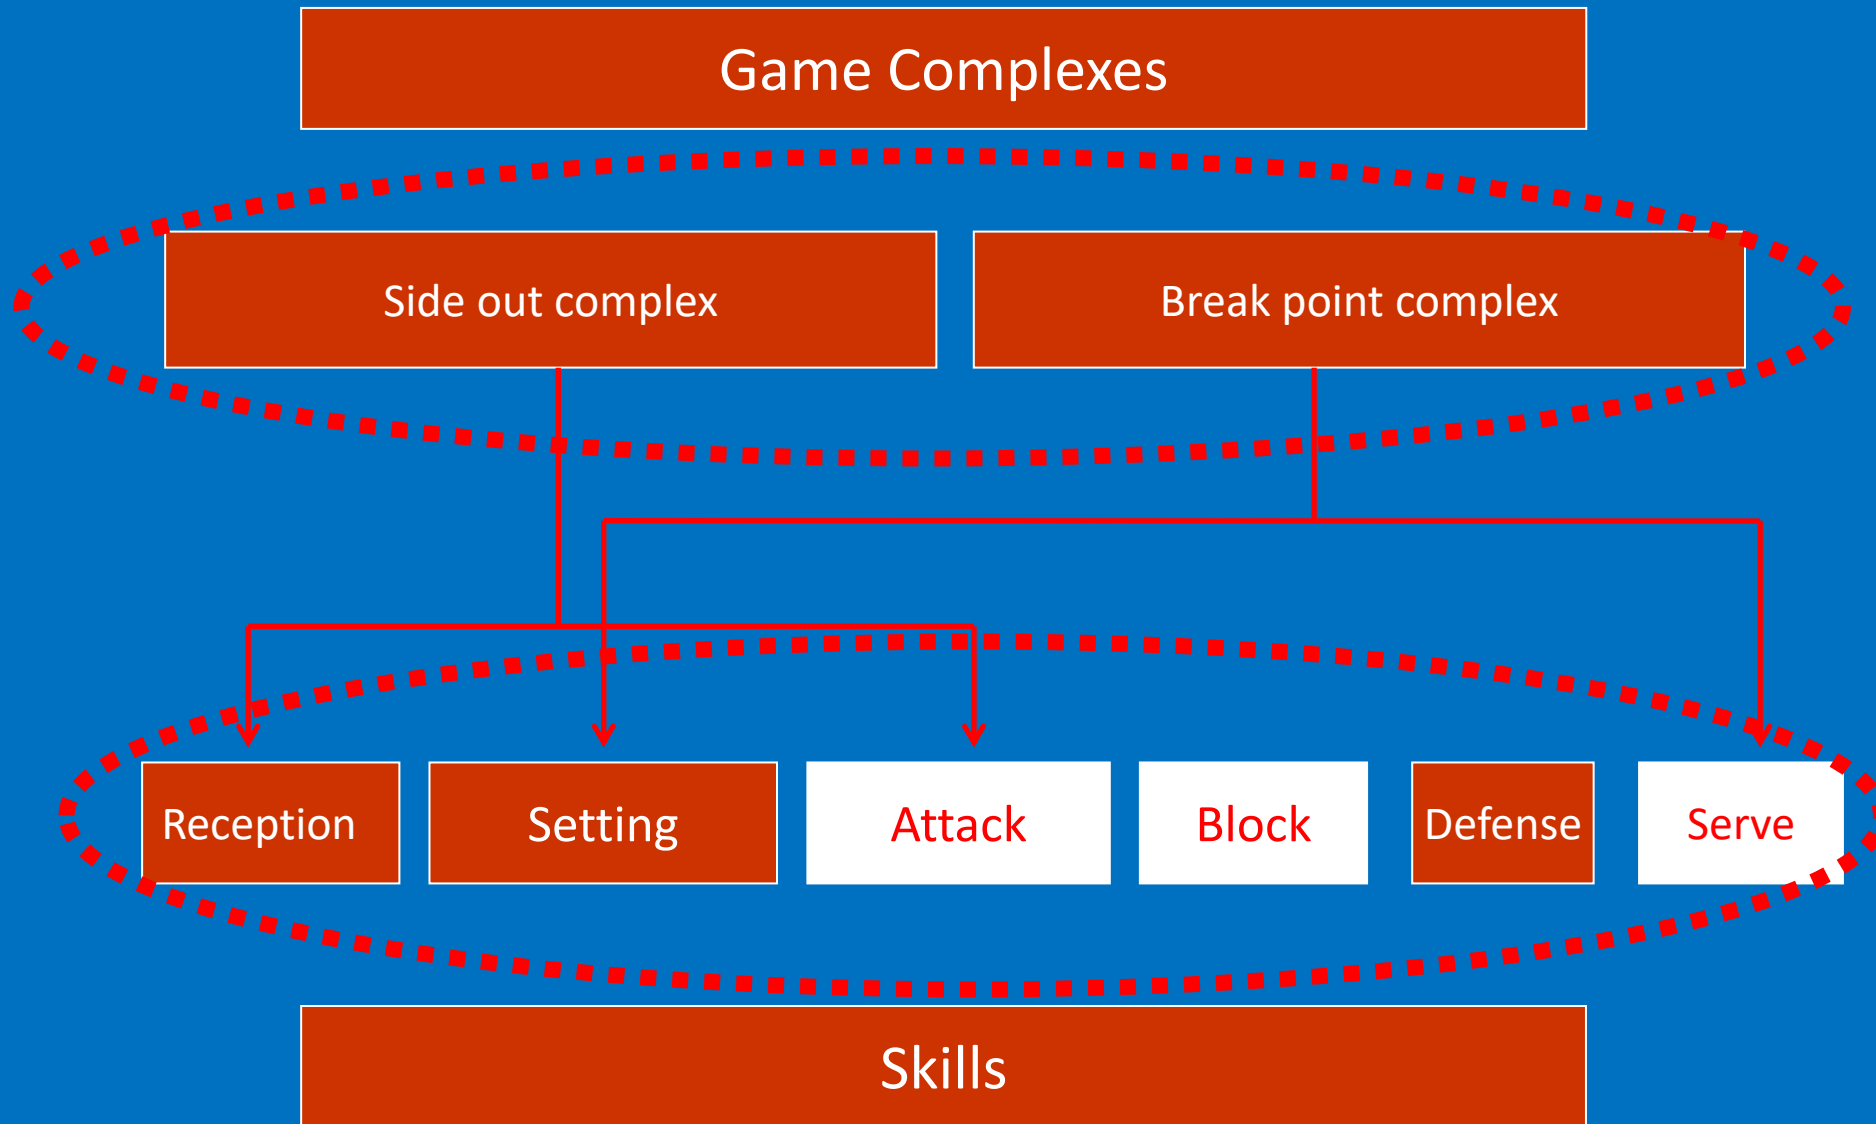 Game Complexes
Side out complex
Break point complex
Reception
Setting
Attack
Block
Defense
Serve
Skills